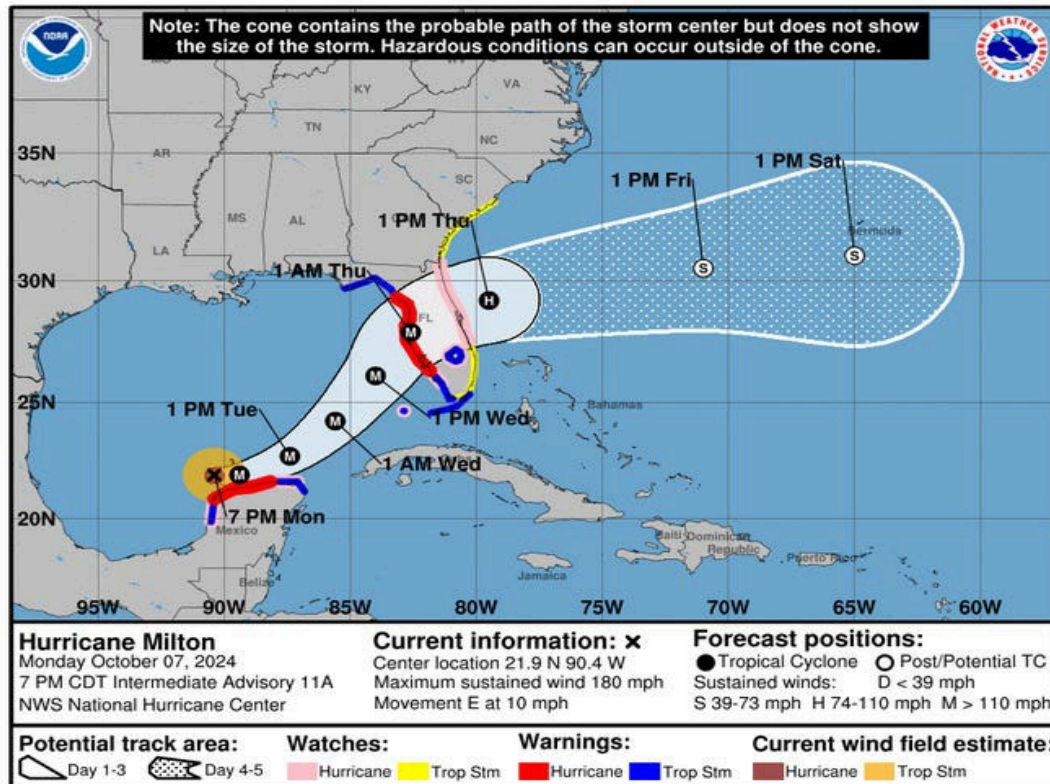 Note: The cone contains the probable path of the storm center but does not show
the size of the storm. Hazardous conditions can occur outside of the cone.
NOAA
NATIONAL WEATHER SERVICE
KY
VA
TN
NC
AR
SC
MS
AL
LA
FL
35N
30N
25N
20N
1 PM Sat
1 PM Fri
1 PM Thu
1 AM Thu
1 PM Wed
1 AM Wed
1 PM Tue
7 PM Mon
Bermuda
Bahamas
Mexico
Belize
Jamaica
Haiti
Dominican
Republic
Puerto Rico
M
M
M
M
M
H
S
S
95W 90W 85W 80W 75W 70W 65W 60W
Hurricane Milton
Monday October 07, 2024
7 PM CDT Intermediate Advisory 11A
NWS National Hurricane Center
Current information: ×
Center location 21.9 N 90.4 W
Maximum sustained wind 180 mph
Movement E at 10 mph
Forecast positions:
● Tropical Cyclone ○ Post/Potential TC
Sustained winds: D < 39 mph
S 39-73 mph H 74-110 mph M > 110 mph
Potential track area:
Day 1-3 Day 4-5
Watches:
Hurricane Trop Stm
Warnings:
Hurricane Trop Stm
Current wind field estimate:
Hurricane Trop Stm